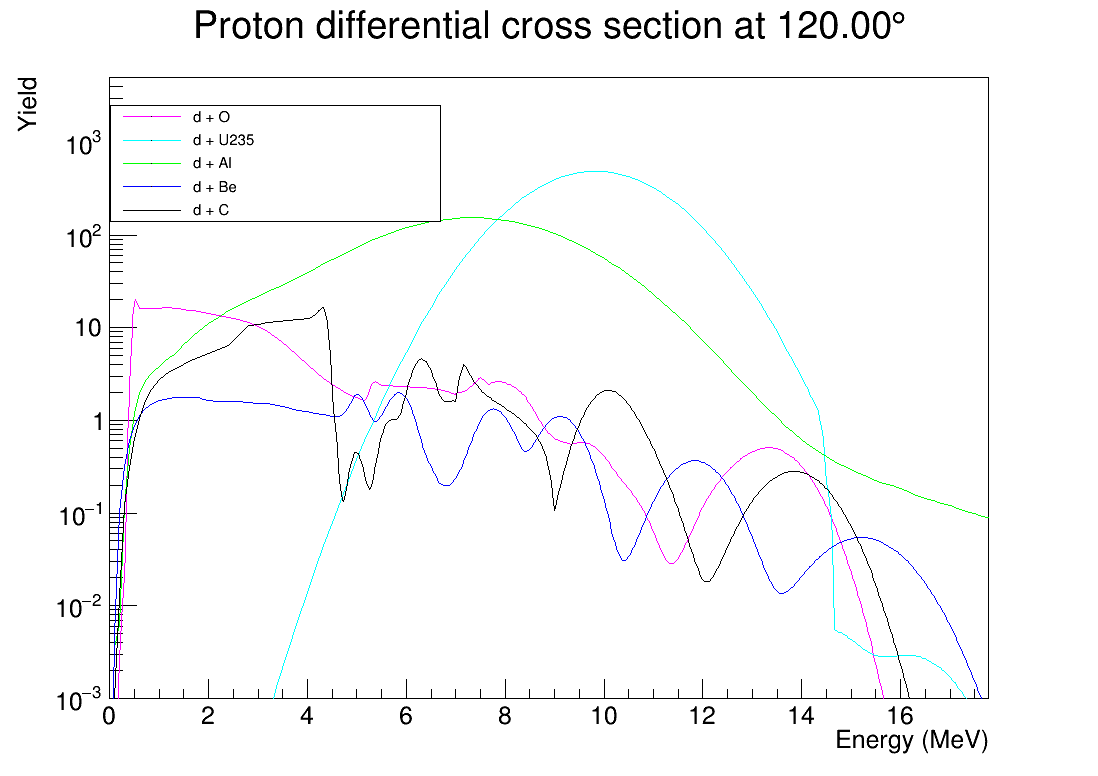 Proton differential cross section at 120.00°
Yield
d + O
d + U235
d + Al
d + Be
d + C
10³
10²
10
1
10⁻¹
10⁻²
10⁻³
0 2 4 6 8 10 12 14 16
Energy (MeV)